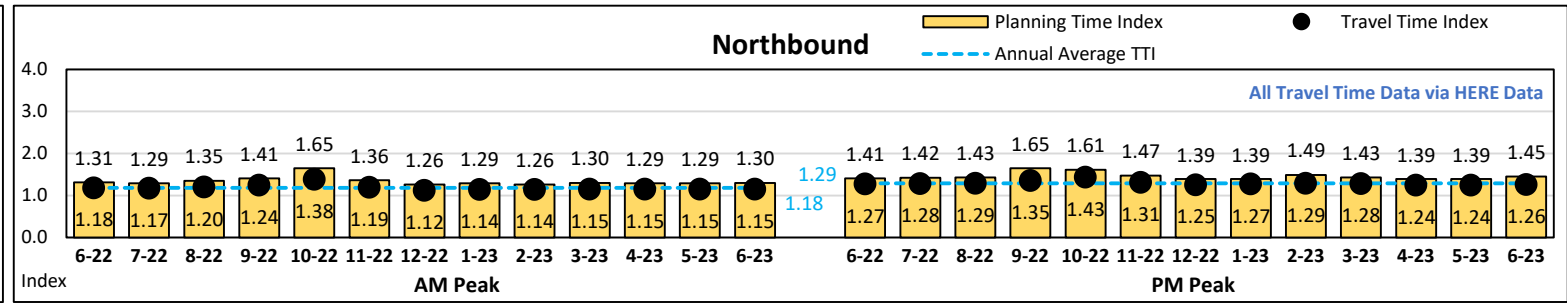 Planning Time Index
Travel Time Index
Northbound
Annual Average TTI
4.0
All Travel Time Data via HERE Data
3.0
2.0
1.0
0.0
1.31 1.29 1.35 1.41 1.65 1.36 1.26 1.29 1.26 1.30 1.29 1.29 1.30
1.41 1.42 1.43 1.65 1.61 1.47 1.39 1.39 1.49 1.43 1.39 1.39 1.45
1.29
1.18
1.18 1.17 1.20 1.24 1.38 1.19 1.12 1.14 1.14 1.15 1.15 1.15 1.15
1.27 1.28 1.29 1.35 1.43 1.31 1.25 1.27 1.29 1.28 1.24 1.24 1.26
6-22 7-22 8-22 9-22 10-22 11-22 12-22 1-23 2-23 3-23 4-23 5-23 6-23
6-22 7-22 8-22 9-22 10-22 11-22 12-22 1-23 2-23 3-23 4-23 5-23 6-23
Index
AM Peak
PM Peak